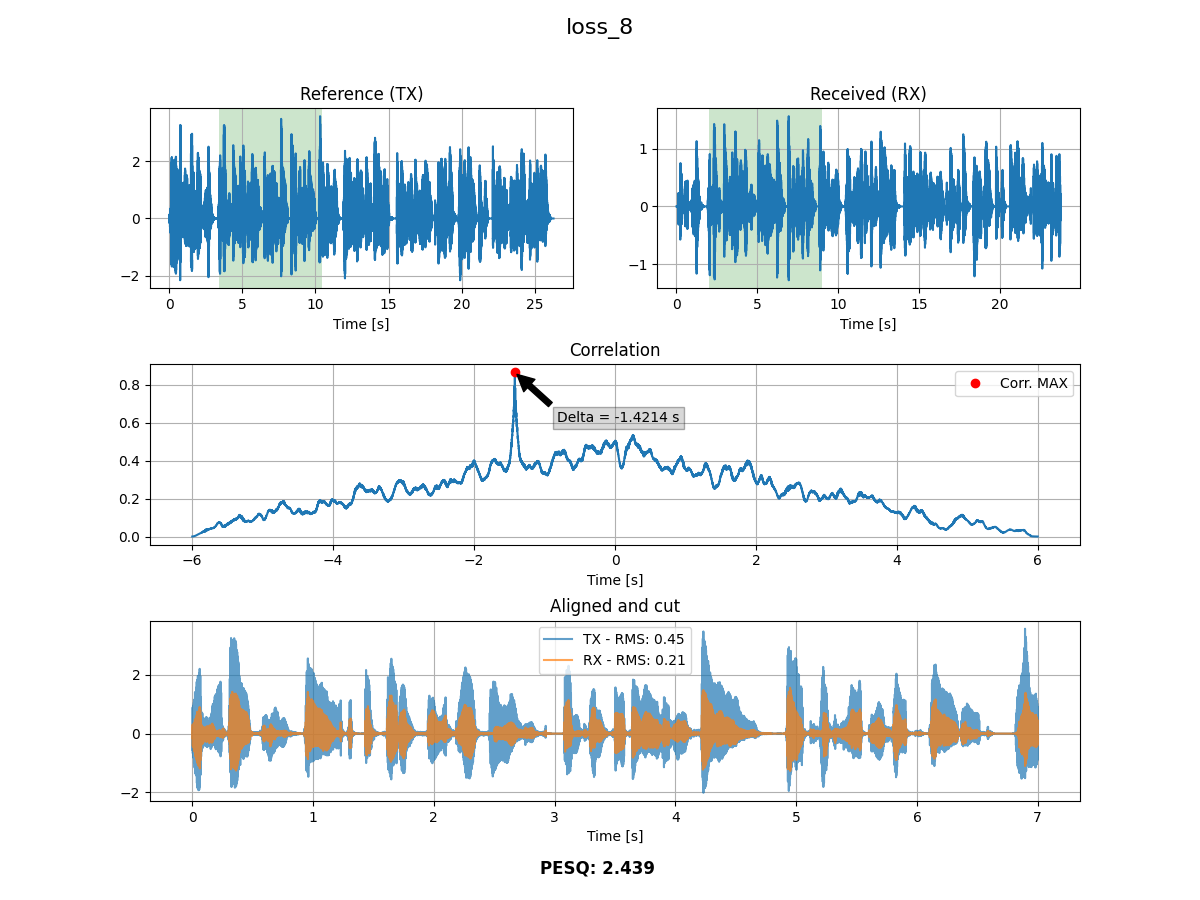 loss_8
Reference (TX)
Received (RX)
2
0
−2
0 5 10 15 20 25
Time [s]
1
0
−1
0 5 10 15 20
Time [s]
Correlation
0.8
0.6
0.4
0.2
0.0
Corr. MAX
Delta = -1.4214 s
−6 −4 −2 0 2 4 6
Time [s]
Aligned and cut
2
0
−2
TX - RMS: 0.45
RX - RMS: 0.21
0 1 2 3 4 5 6 7
Time [s]
PESQ: 2.439